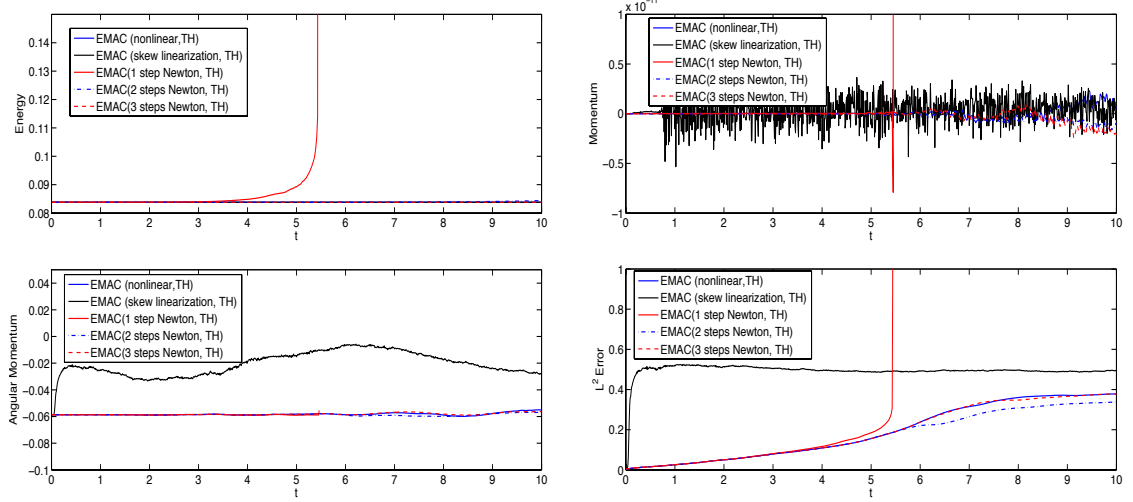 0.14
0.13
0.12
0.11
0.1
0.09
0.08
Energy
EMAC (nonlinear,TH)
EMAC (skew linearization, TH)
EMAC(1 step Newton, TH)
EMAC(2 steps Newton, TH)
EMAC(3 steps Newton, TH)
0 1 2 3 4 5 6 7 8 9 10
t
1
0.5
0
−0.5
−1
Momentum
EMAC (nonlinear,TH)
EMAC (skew linearization, TH)
EMAC(1 step Newton, TH)
EMAC(2 steps Newton, TH)
EMAC(3 steps Newton, TH)
0 1 2 3 4 5 6 7 8 9 10
t
0.04
0.02
0
−0.02
−0.04
−0.06
−0.08
−0.1
Angular Momentum
EMAC (nonlinear,TH)
EMAC (skew linearization, TH)
EMAC(1 step Newton, TH)
EMAC(2 steps Newton, TH)
EMAC(3 steps Newton, TH)
0 1 2 3 4 5 6 7 8 9 10
t
1
0.8
0.6
0.4
0.2
0
L² Error
EMAC (nonlinear,TH)
EMAC (skew linearization, TH)
EMAC(1 step Newton, TH)
EMAC(2 steps Newton, TH)
EMAC(3 steps Newton, TH)
0 1 2 3 4 5 6 7 8 9 10
t